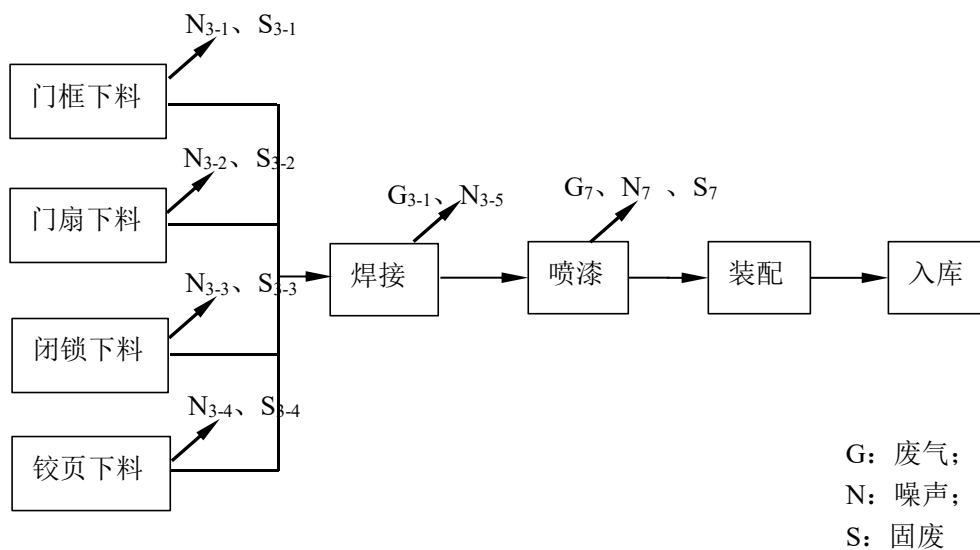 N3-1、S3-1
门框下料
N3-2、S3-2
门扇下料
G3-1、N3-5
G7、N7 、S7
焊接
喷漆
装配
入库
N3-3、S3-3
闭锁下料
N3-4、S3-4
铰页下料
G：废气；
N：噪声；
S：固废